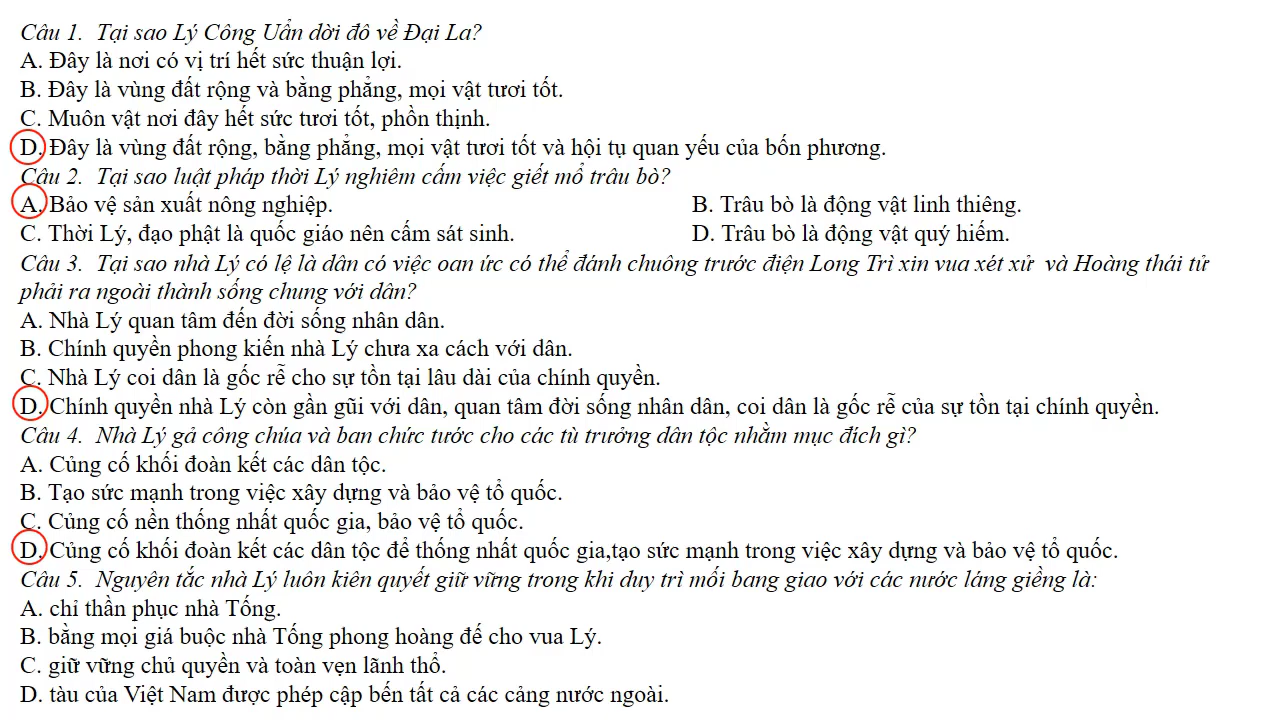 Câu 1. Tại sao Lý Công Uẩn dời đô về Đại La?
A. Đây là nơi có vị trí hết sức thuận lợi.
B. Đây là vùng đất rộng và bằng phẳng, mọi vật tươi tốt.
C. Muôn vật nơi đây hết sức tươi tốt, phồn thịnh.
D. Đây là vùng đất rộng, bằng phẳng, mọi vật tươi tốt và hội tụ quan yếu của bốn phương.
Câu 2. Tại sao luật pháp thời Lý nghiêm cấm việc giết mổ trâu bò?
A. Bảo vệ sản xuất nông nghiệp. B. Trâu bò là động vật linh thiêng.
C. Thời Lý, đạo phật là quốc giáo nên cấm sát sinh. D. Trâu bò là động vật quý hiếm.
Câu 3. Tại sao nhà Lý có lệ là dân có việc oan ức có thể đánh chuông trước điện Long Trì xin vua xét xử và Hoàng thái tử
phải ra ngoài thành sống chung với dân?
A. Nhà Lý quan tâm đến đời sống nhân dân.
B. Chính quyền phong kiến nhà Lý chưa xa cách với dân.
C. Nhà Lý coi dân là gốc rễ cho sự tồn tại lâu dài của chính quyền.
D. Chính quyền nhà Lý còn gần gũi với dân, quan tâm đời sống nhân dân, coi dân là gốc rễ của sự tồn tại chính quyền.
Câu 4. Nhà Lý gả công chúa và ban chức tước cho các tù trưởng dân tộc nhằm mục đích gì?
A. Củng cố khối đoàn kết các dân tộc.
B. Tạo sức mạnh trong việc xây dựng và bảo vệ tổ quốc.
C. Củng cố nền thống nhất quốc gia, bảo vệ tổ quốc.
D. Củng cố khối đoàn kết các dân tộc để thống nhất quốc gia,tạo sức mạnh trong việc xây dựng và bảo vệ tổ quốc.
Câu 5. Nguyên tắc nhà Lý luôn kiên quyết giữ vững trong khi duy trì mối bang giao với các nước láng giềng là:
A. chỉ thần phục nhà Tống.
B. bằng mọi giá buộc nhà Tống phong hoàng đế cho vua Lý.
C. giữ vững chủ quyền và toàn vẹn lãnh thổ.
D. tàu của Việt Nam được phép cập bến tất cả các cảng nước ngoài.